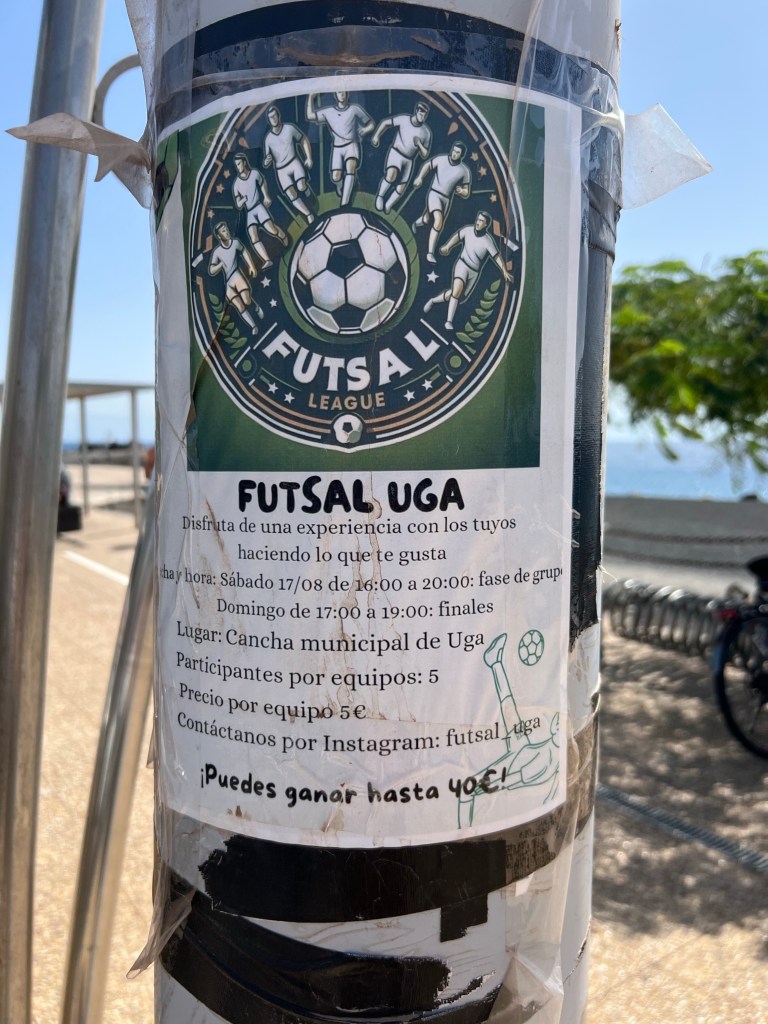 FUTSAL
LEAGUE
FUTSAL UGA
Disfruta de una experiencia con los tuyos
haciendo lo que te gusta
hora: Sábado 17/08 de 16:00 a 20:00: fase de grupo
Domingo de 17:00 a 19:00: finales
Lugar: Cancha municipal de Uga
Participantes por equipos: 5
Precio por equipo 5€
Contáctanos por Instagram: futsal_uga
¡Puedes ganar hasta 40€!